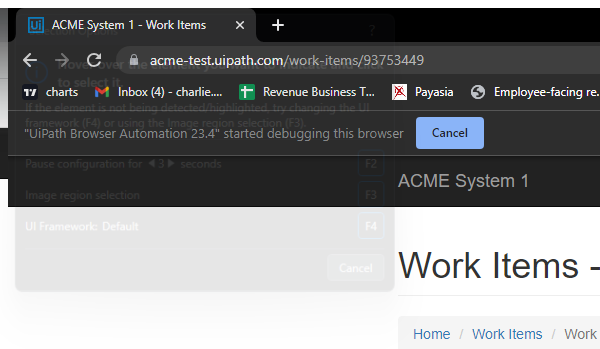 ACME System 1 - Work Items
acme-test.uipath.com/work-items/93753449
charts Inbox (4) - charlie.... Revenue Business T... Payasia Employee-facing re.
to select it
If the element is not being detected/highlighted, try changing the UI
framework (F4) or using the Image region selection (F3).
"UiPath Browser Automation 23.4" started debugging this browser Cancel
Pause configuration for 3 seconds F2
Image region selection F3
UI Framework: Default F4
Cancel
ACME System 1
Work Items -
Home / Work Items / Work